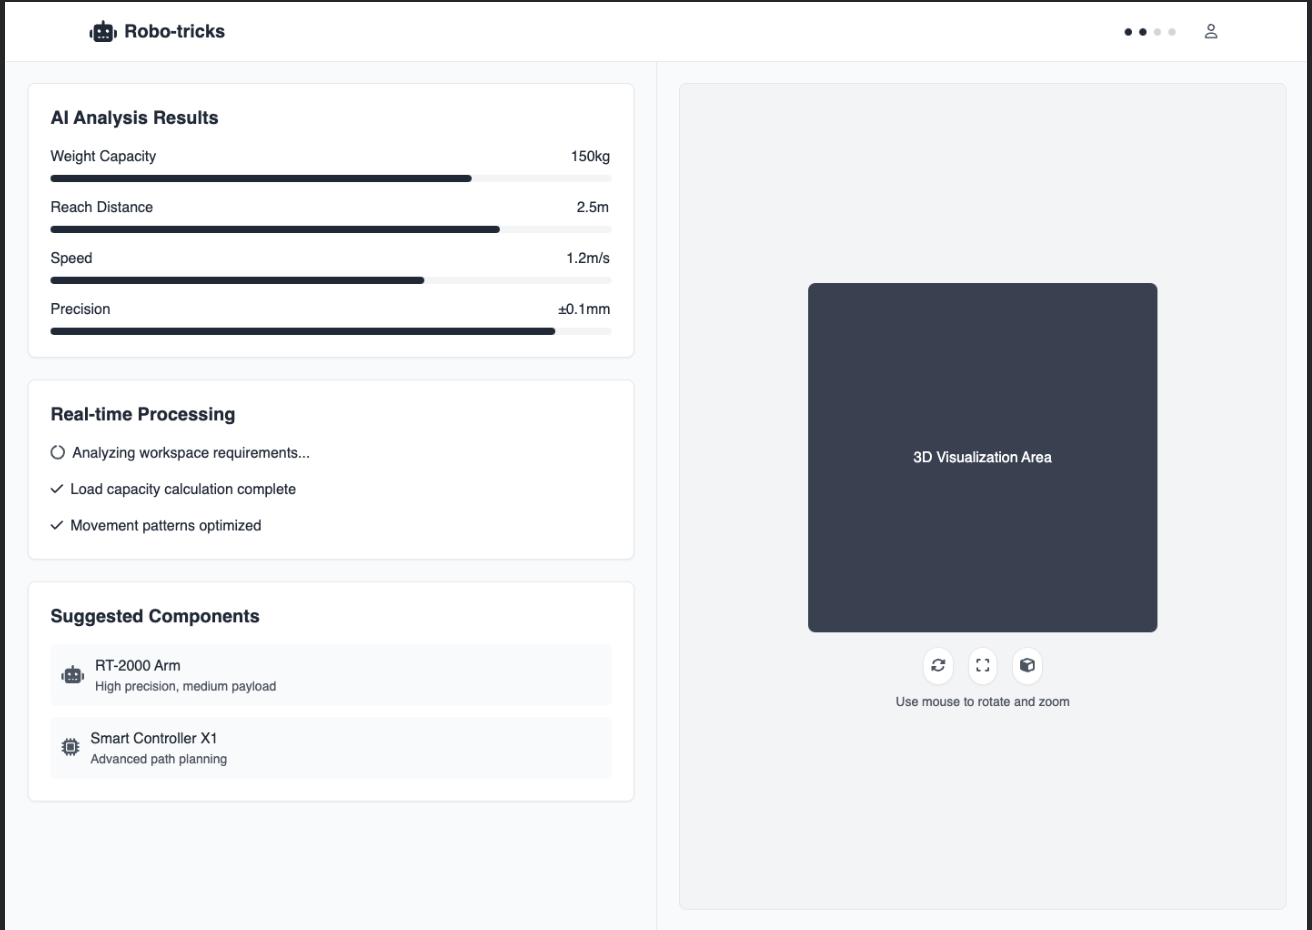 Robo-tricks
AI Analysis Results
Weight Capacity 150kg
Reach Distance 2.5m
Speed 1.2m/s
Precision ±0.1mm
Real-time Processing
Analyzing workspace requirements...
Load capacity calculation complete
Movement patterns optimized
Suggested Components
RT-2000 Arm
High precision, medium payload
Smart Controller X1
Advanced path planning
3D Visualization Area
Use mouse to rotate and zoom